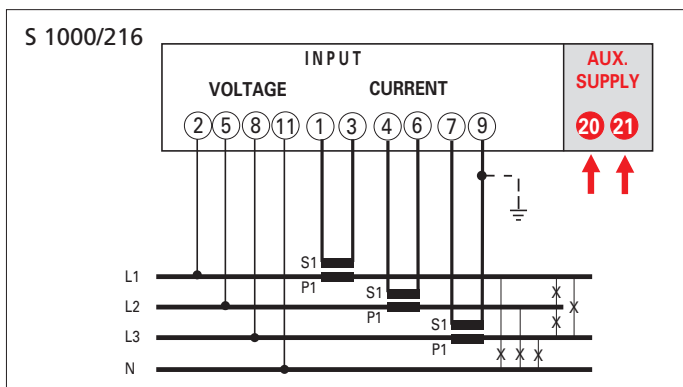 S 1000/216
INPUT
AUX.
SUPPLY
VOLTAGE CURRENT
2 5 8 11 1 3 4 6 7 9 20 21
S1
L1
P1
S1
L2
P1
S1
L3
P1
X X X
N
X X X